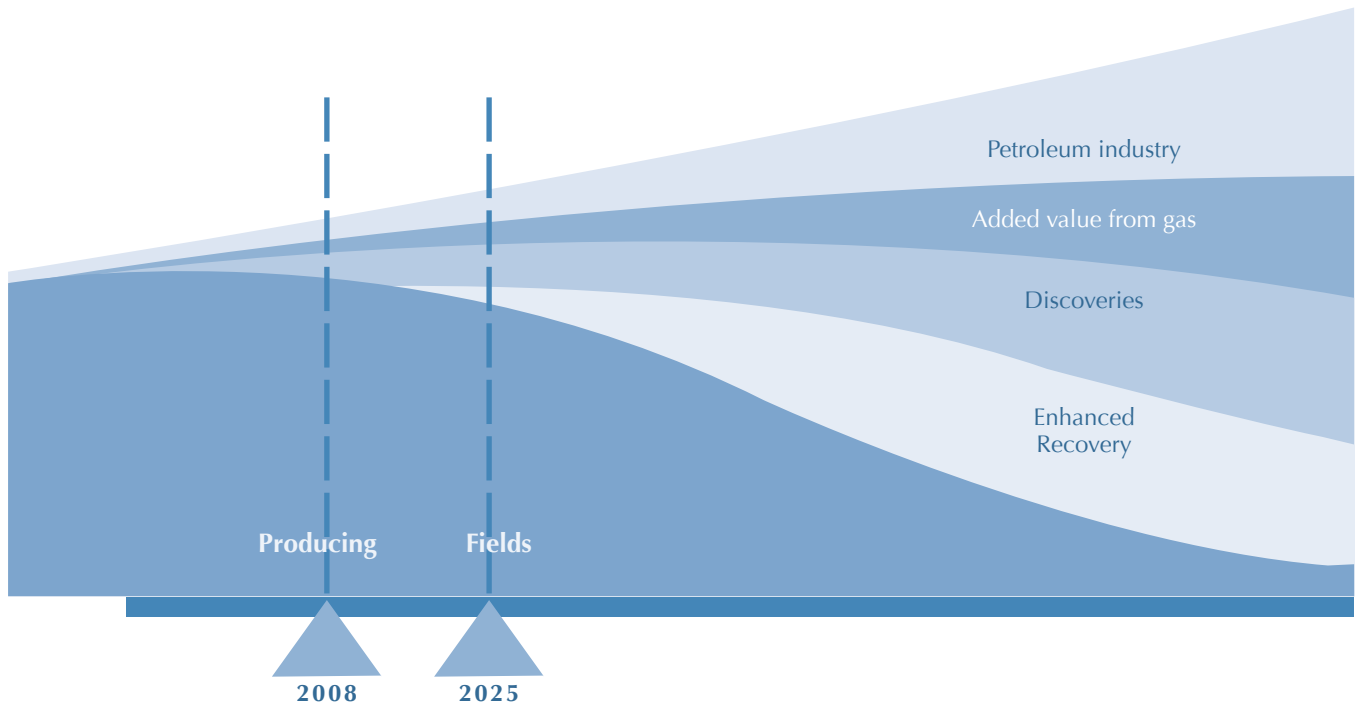 Petroleum industry
Added value from gas
Discoveries
Enhanced
Recovery
Producing Fields
2008 2025